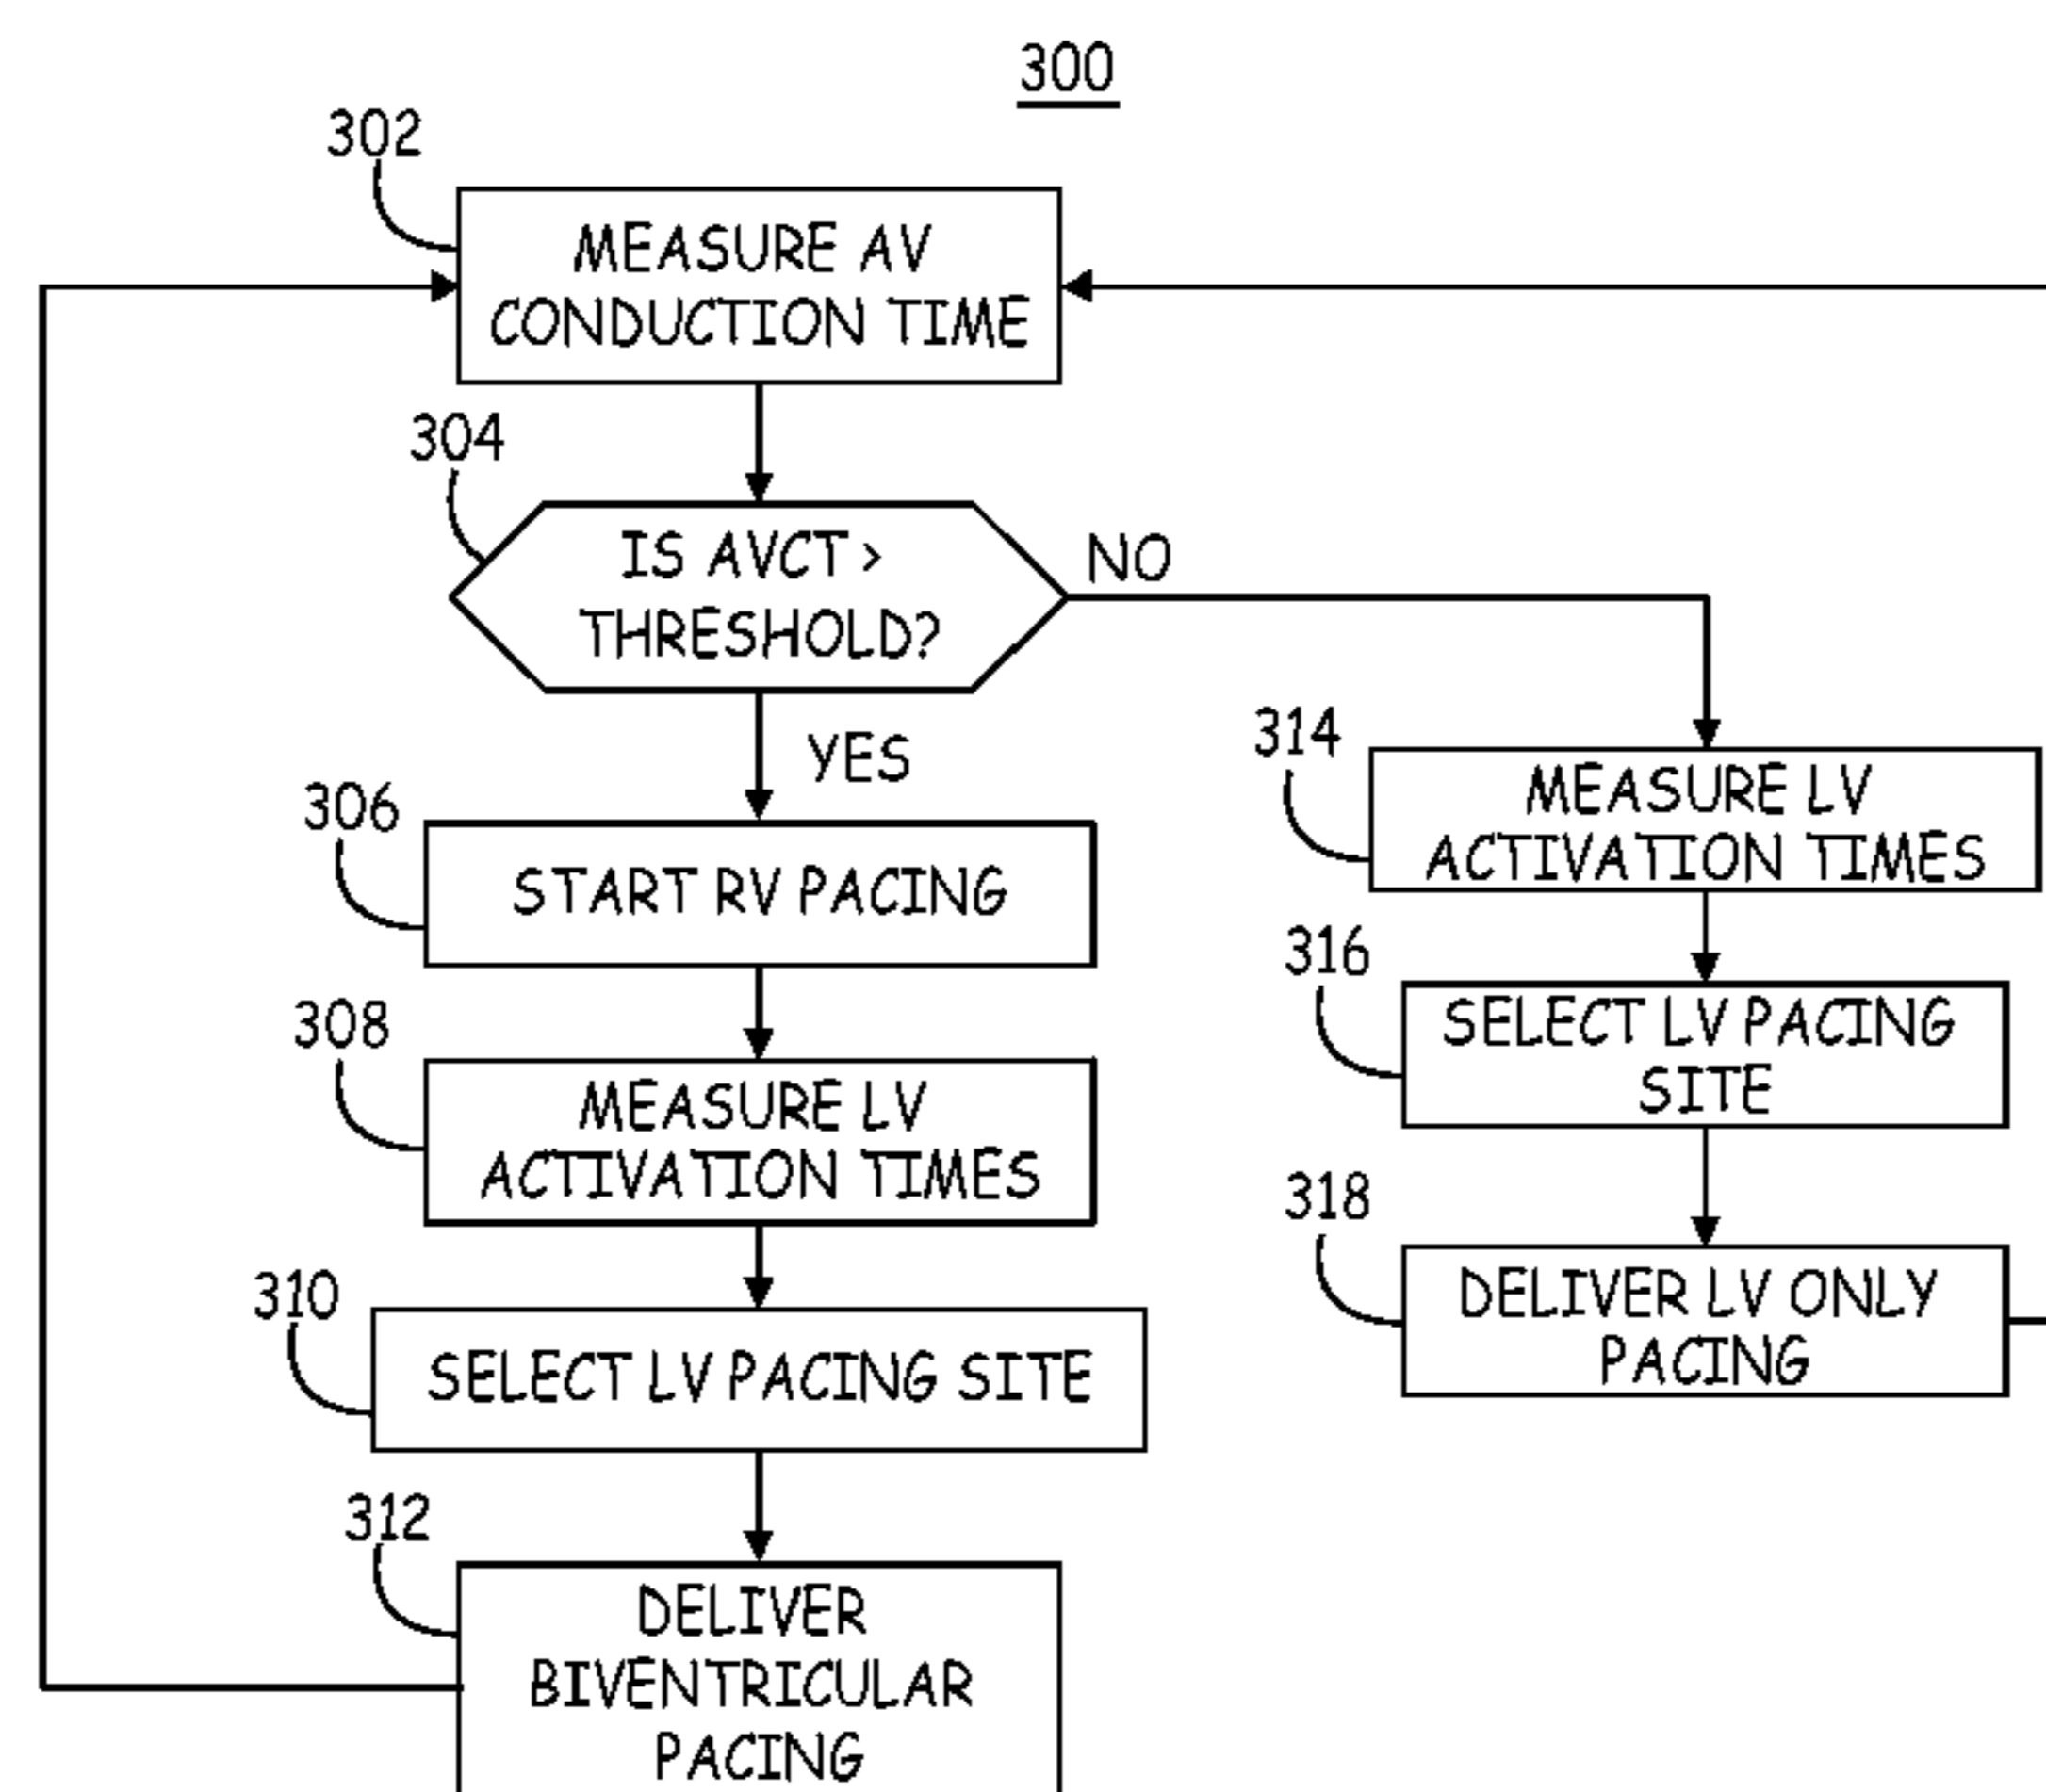 300
302
MEASURE AV
CONDUCTION TIME
304
IS AVCT >
THRESHOLD?
NO
YES
306
START RV PACING
308
MEASURE LV
ACTIVATION TIMES
310
SELECT LV PACING SITE
312
DELIVER
BIVENTRICULAR
PACING
314
MEASURE LV
ACTIVATION TIMES
316
SELECT LV PACING
SITE
318
DELIVER LV ONLY
PACING